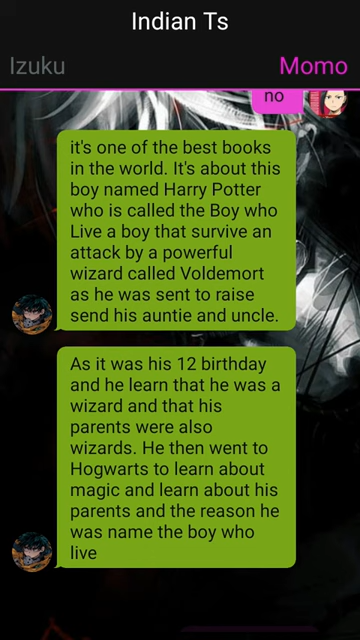 Indian Ts
Izuku
Momo
no
it's one of the best books
in the world. It's about this
boy named Harry Potter
who is called the Boy who
Live a boy that survive an
attack by a powerful
wizard called Voldemort
as he was sent to raise
send his auntie and uncle.
As it was his 12 birthday
and he learn that he was a
wizard and that his
parents were also
wizards. He then went to
Hogwarts to learn about
magic and learn about his
parents and the reason he
was name the boy who
live